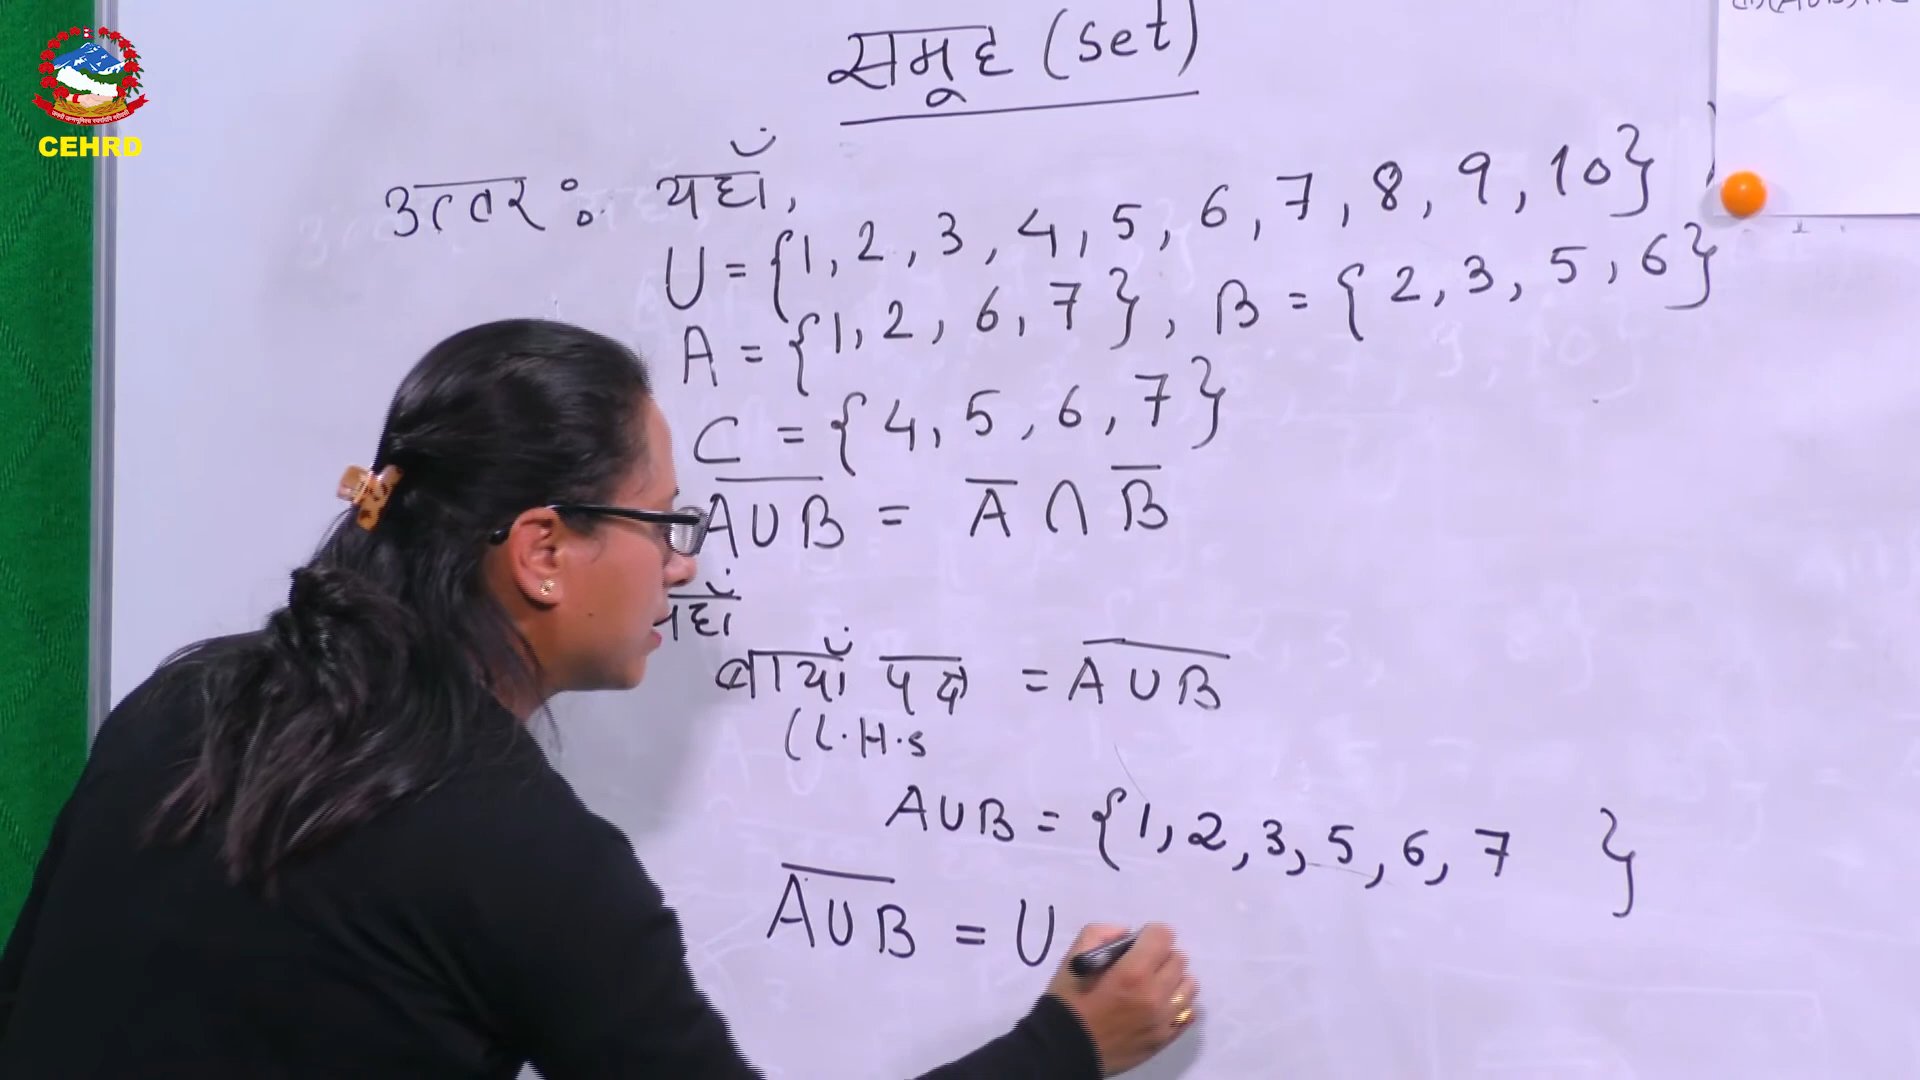 CEHRD
समूह (set)
उत्तर : यहाँ,
U = {1, 2, 3, 4, 5, 6, 7, 8, 9, 10}
A = {1, 2, 6, 7}, B = {2, 3, 5, 6}
C = {4, 5, 6, 7}
A̅ ̅U̅ ̅B̅ = A̅ ∩ B̅
बायाँ पक्ष = A̅ ̅U̅ ̅B̅
(L.H.S
AUB = {1, 2, 3, 5, 6, 7 }
A̅ ̅U̅ ̅B̅ = U